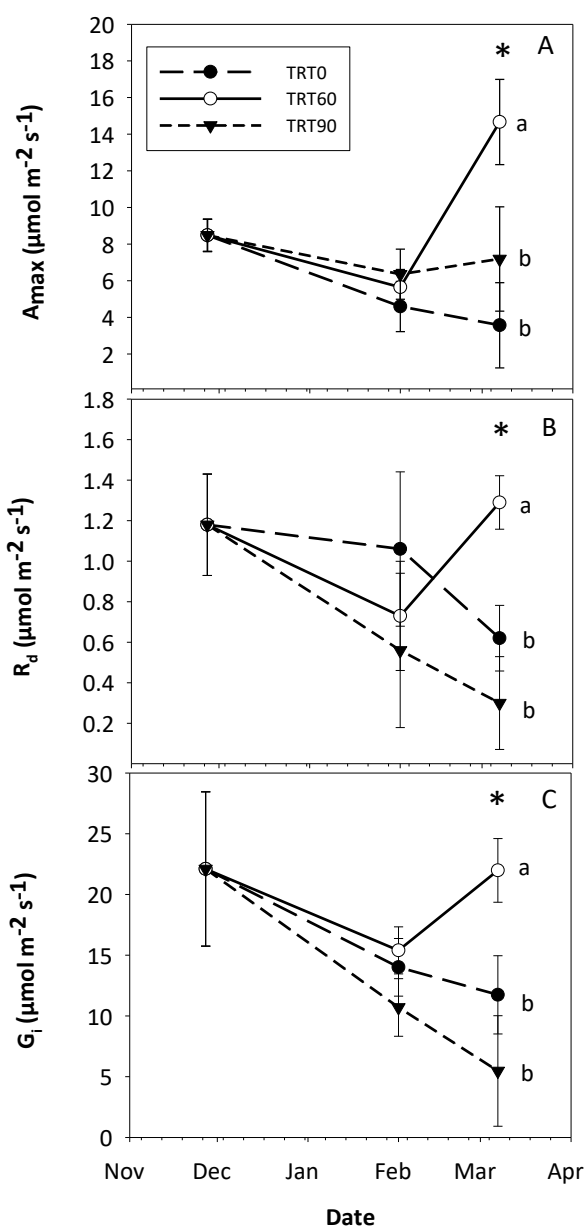 20
18
16
14
12
10
8
6
4
2
Amax (μmol m⁻² s⁻¹)
TRT0
TRT60
TRT90
* A
a
b
b
1.8
1.6
1.4
1.2
1.0
0.8
0.6
0.4
0.2
R_d (μmol m⁻² s⁻¹)
* B
a
b
b
30
25
20
15
10
5
0
G_i (μmol m⁻² s⁻¹)
* C
a
b
b
Nov Dec Jan Feb Mar Apr
Date